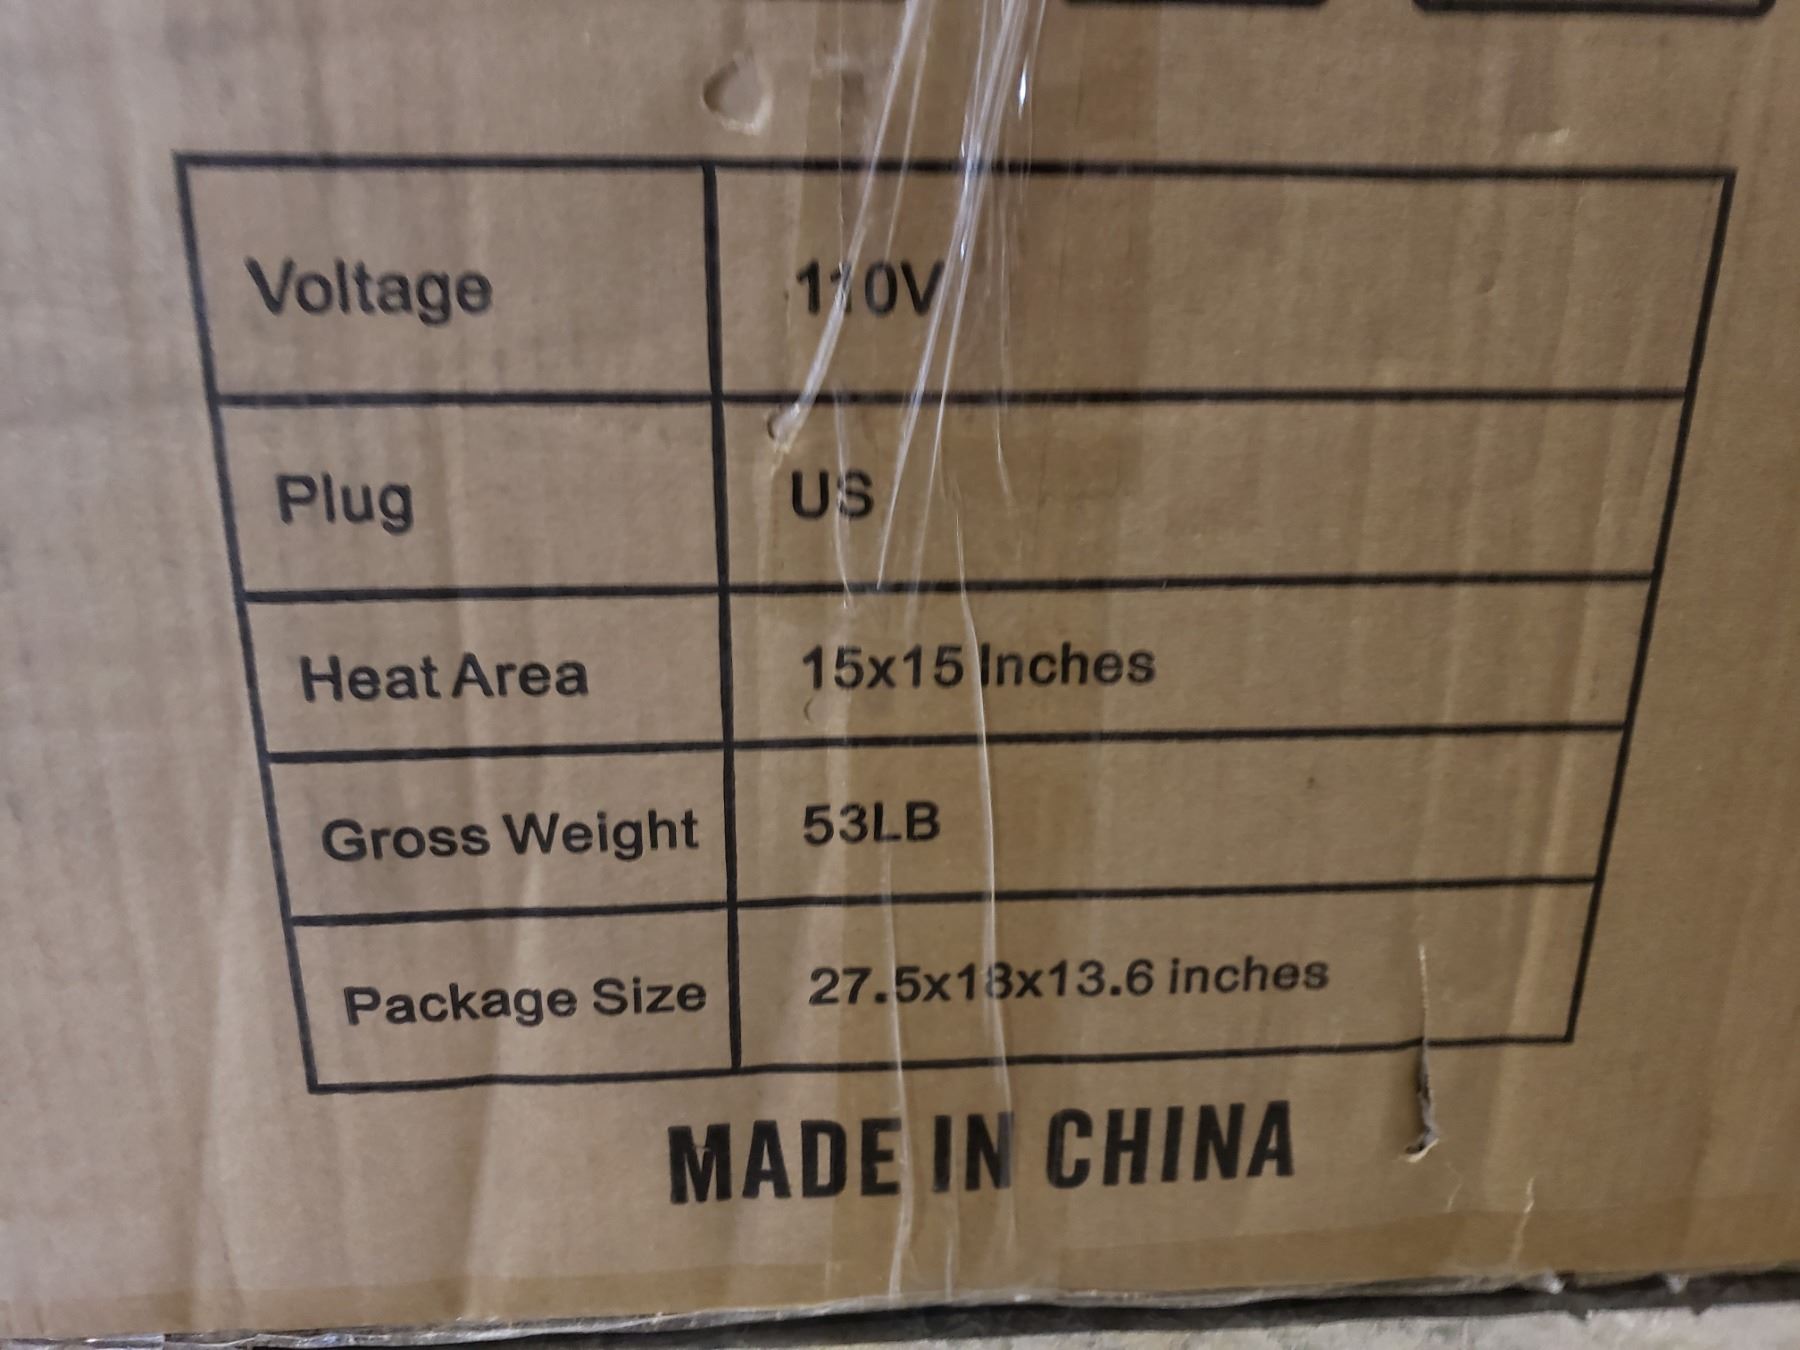 Voltage 110V
Plug US
Heat Area 15x15 Inches
Gross Weight 53LB
Package Size 27.5x18x13.6 inches
MADE IN CHINA